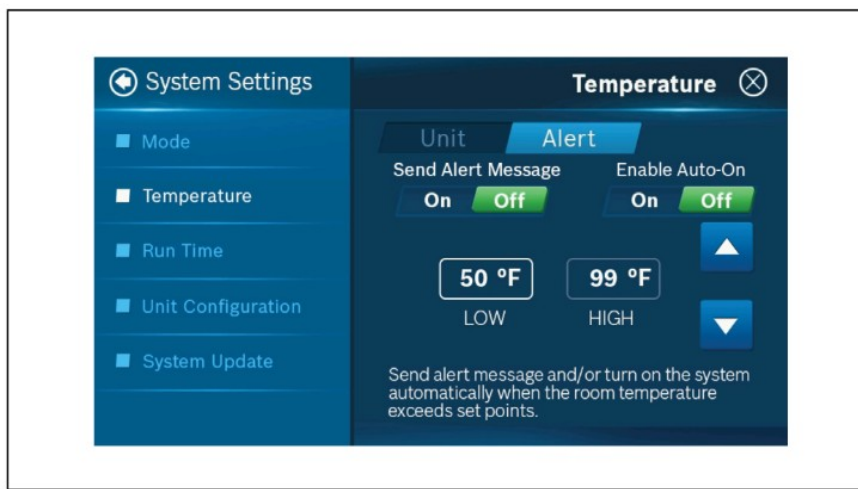 System Settings
Temperature
Mode
Temperature
Run Time
Unit Configuration
System Update
Unit Alert
Send Alert Message Enable Auto-On
On Off On Off
50 ºF 99 ºF
LOW HIGH
Send alert message and/or turn on the system
automatically when the room temperature
exceeds set points.